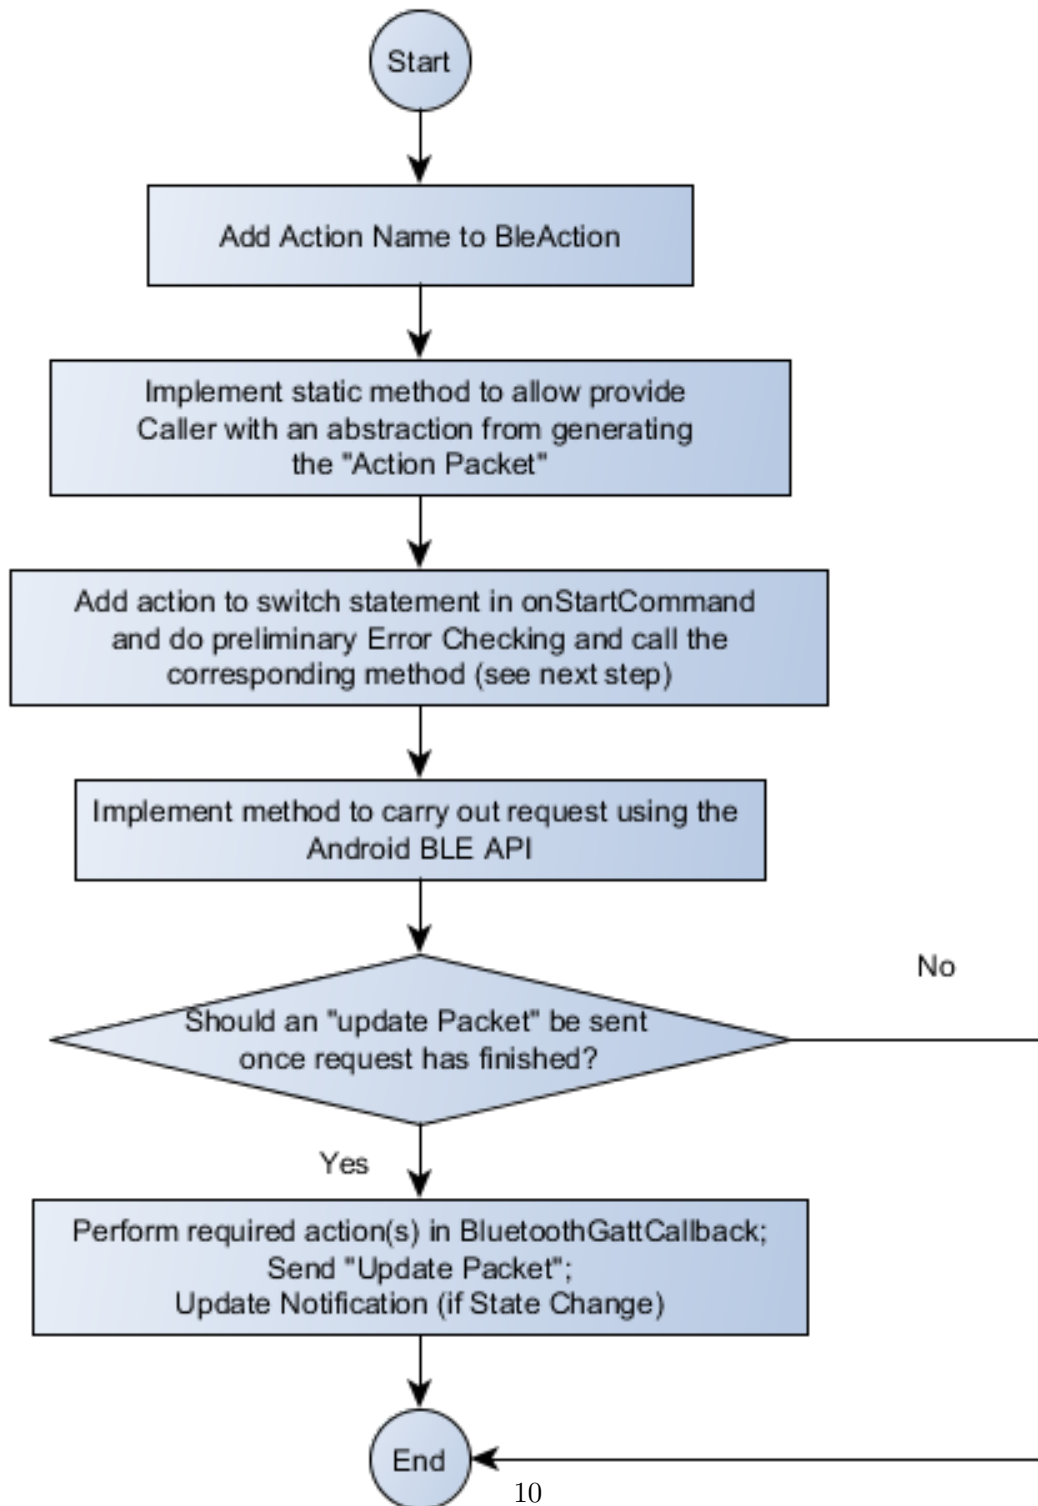 Start
Add Action Name to BleAction
Implement static method to allow provide
Caller with an abstraction from generating
the "Action Packet"
Add action to switch statement in onStartCommand
and do preliminary Error Checking and call the
corresponding method (see next step)
Implement method to carry out request using the
Android BLE API
No
Should an "update Packet" be sent
once request has finished?
Yes
Perform required action(s) in BluetoothGattCallback;
Send "Update Packet";
Update Notification (if State Change)
End
10